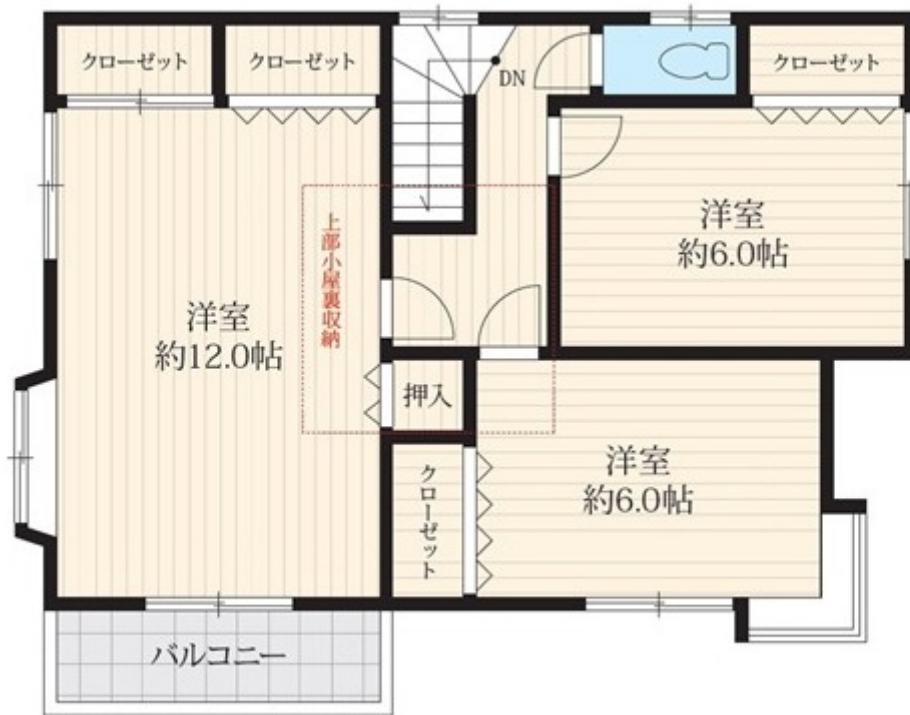 クローゼット
クローゼット
DN
クローゼット
洋室
約6.0帖
上部小屋裏収納
洋室
約12.0帖
押入
洋室
約6.0帖
クローゼット
バルコニー